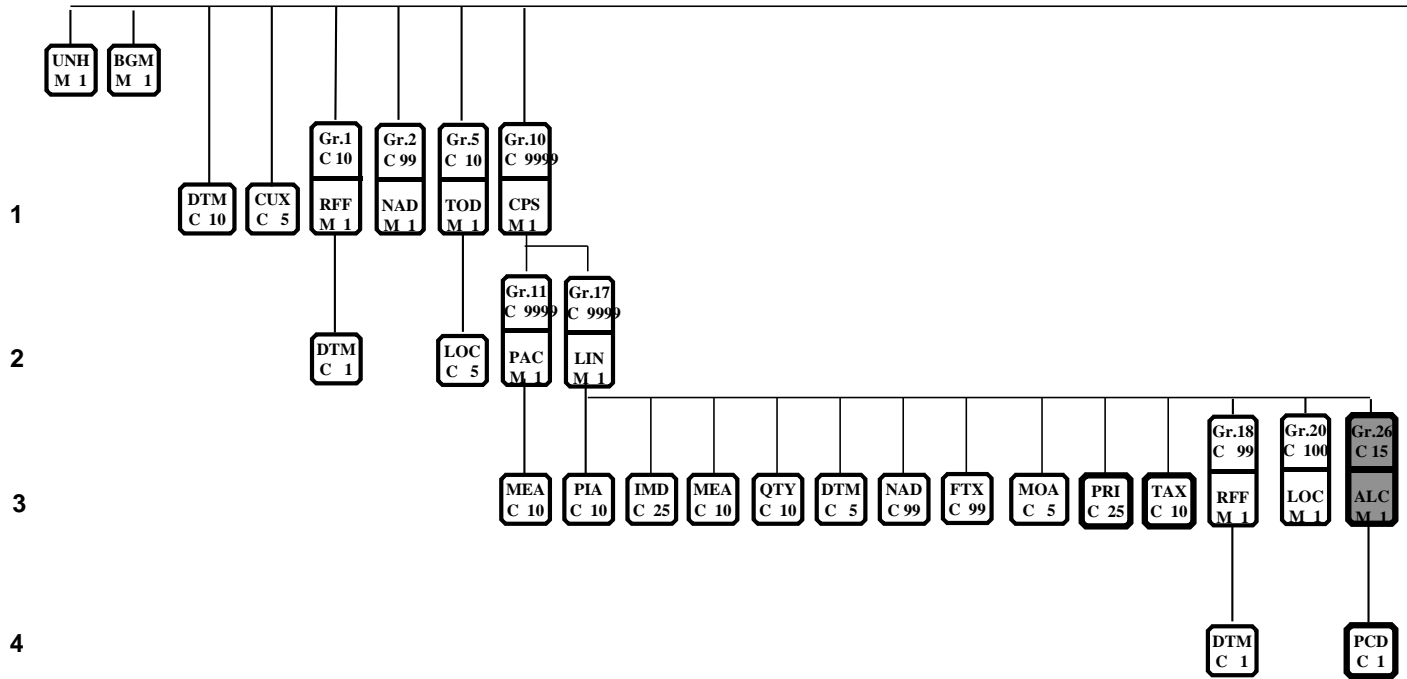 UNH
M 1
BGM
M 1
Gr.1
C 10
Gr.2
C 99
Gr.5
C 10
Gr.10
C 9999
1
DTM
C 10
CUX
C 5
RFF
M 1
NAD
M 1
TOD
M 1
CPS
M 1
Gr.11
C 9999
Gr.17
C 9999
2
DTM
C 1
LOC
C 5
PAC
M 1
LIN
M 1
Gr.18
C 99
Gr.20
C 100
Gr.26
C 15
3
MEA
C 10
PIA
C 10
IMD
C 25
MEA
C 10
QTY
C 10
DTM
C 5
NAD
C 99
FTX
C 99
MOA
C 5
PRI
C 25
TAX
C 10
RFF
M 1
LOC
M 1
ALC
M 1
4
DTM
C 1
PCD
C 1